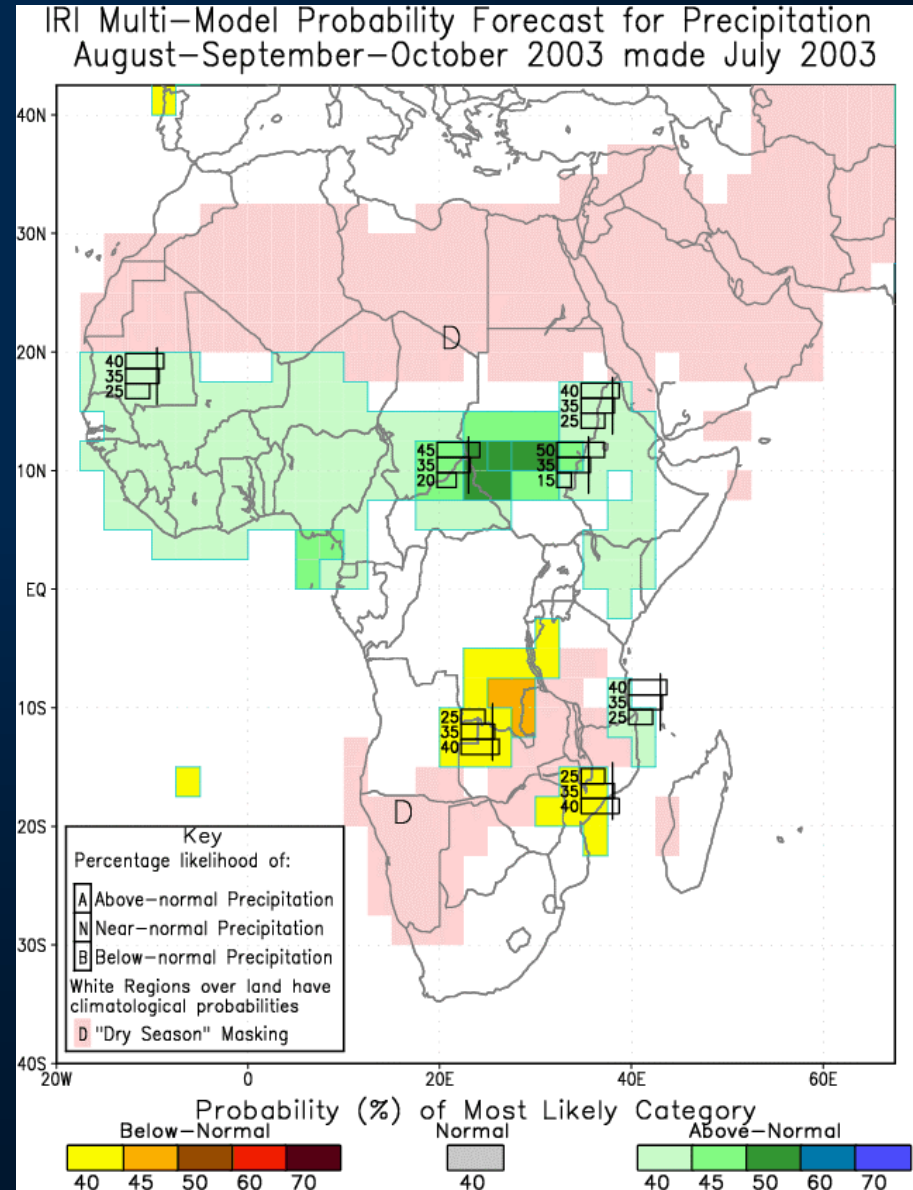 IRI Multi-Model Probability Forecast for Precipitation
August-September-October 2003 made July 2003
40N
30N
D
20N
40
35
25
40
35
25
10N
45
35
20
50
35
15
EQ
40
35
25
10S
25
35
40
25
35
40
D
20S
Key
Percentage likelihood of:
A Above-normal Precipitation
N Near-normal Precipitation
B Below-normal Precipitation
White Regions over land have
climatological probabilities
D "Dry Season" Masking
30S
40S
20W 0 20E 40E 60E
Probability (%) of Most Likely Category
Below-Normal Normal Above-Normal
40 45 50 60 70 40 40 45 50 60 70